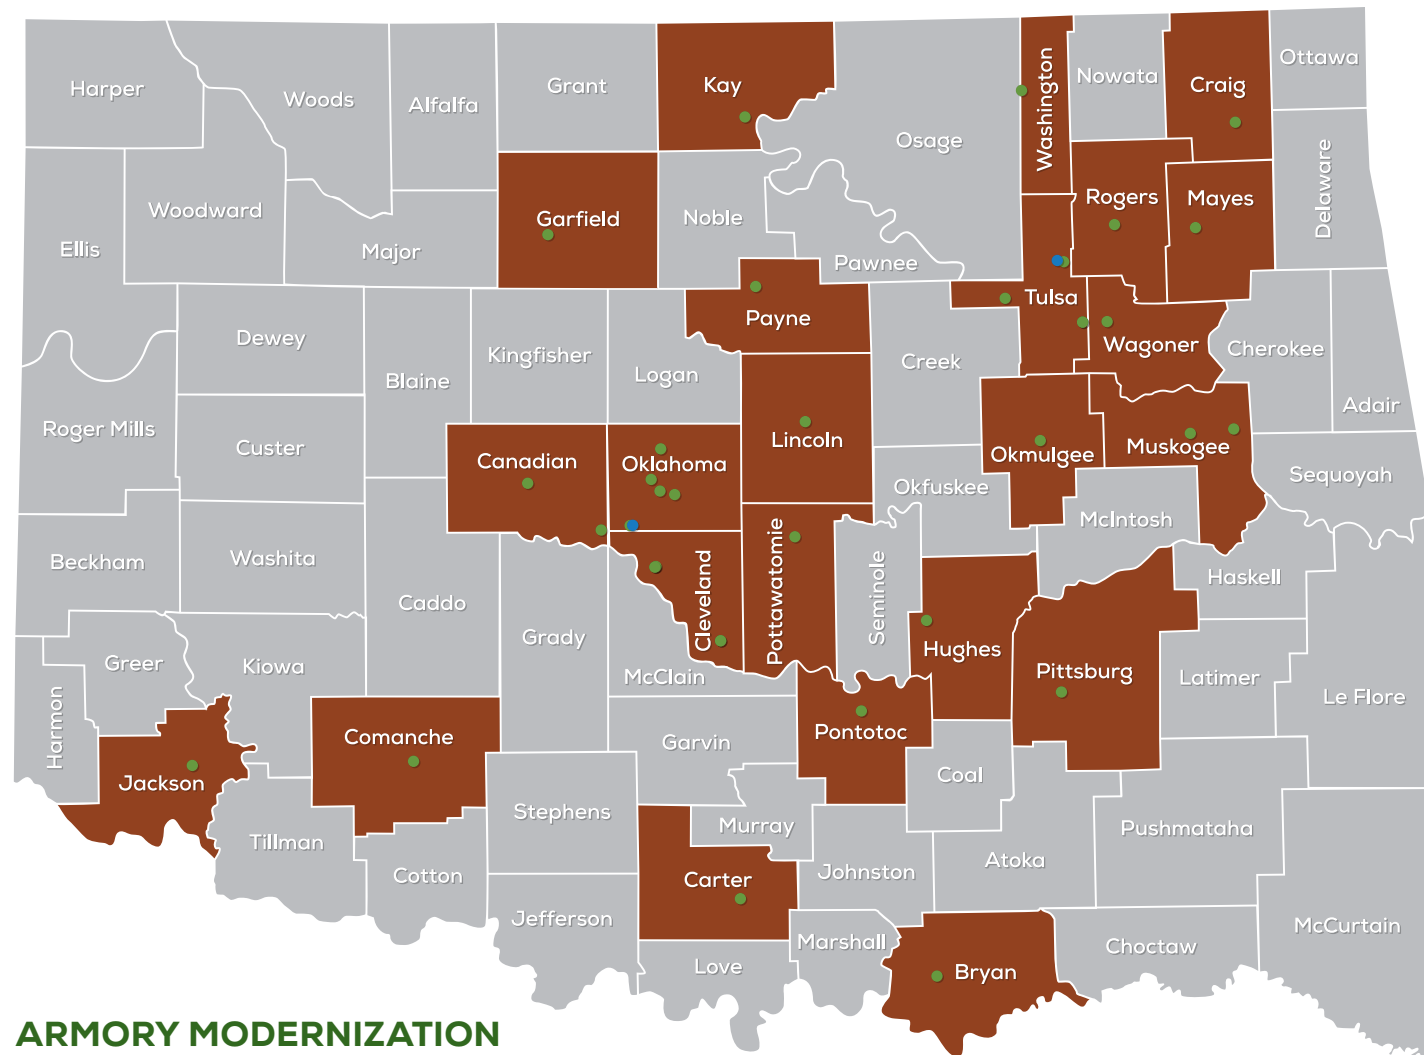 Harper
Woods
Alfalfa
Grant
Kay
Osage
Washington
Nowata
Craig
Ottawa
Ellis
Woodward
Major
Garfield
Noble
Pawnee
Rogers
Mayes
Delaware
Dewey
Blaine
Kingfisher
Logan
Payne
Creek
Tulsa
Wagoner
Cherokee
Adair
Roger Mills
Custer
Canadian
Oklahoma
Lincoln
Okfuskee
Okmulgee
Muskogee
Sequoyah
Beckham
Washita
Caddo
Grady
Cleveland
Pottawatomie
Seminole
Hughes
McIntosh
Haskell
Greer
Kiowa
McClain
Pittsburg
Latimer
Le Flore
Harmon
Jackson
Comanche
Stephens
Garvin
Pontotoc
Coal
Tillman
Cotton
Murray
Johnston
Atoka
Pushmataha
Jefferson
Carter
Marshall
Love
Bryan
Choctaw
McCurtain
ARMORY MODERNIZATION